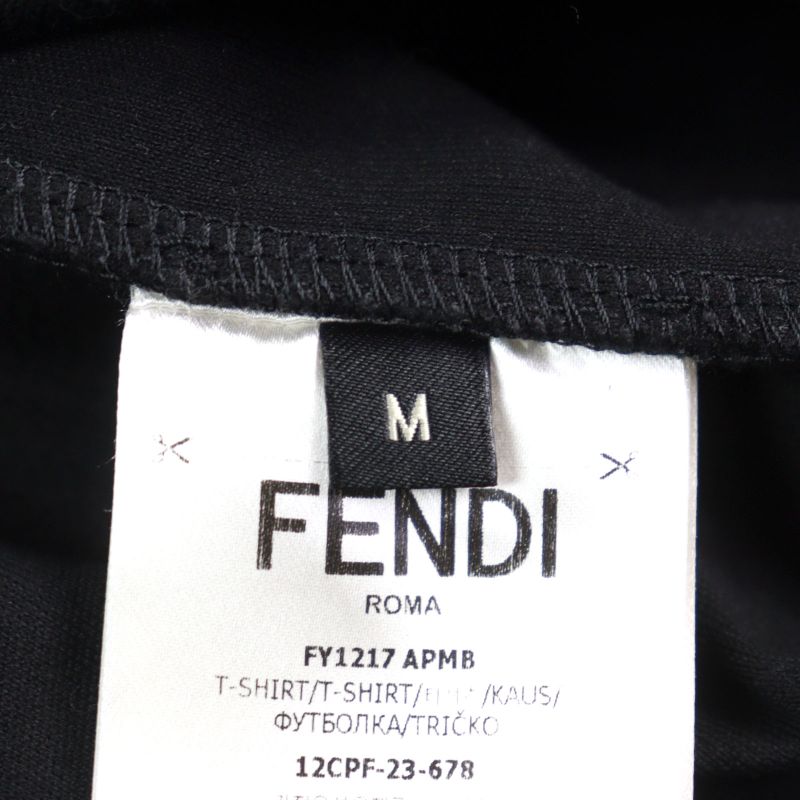 M
FENDI
ROMA
FY1217 APMB
T-SHIRT/T-SHIRT/ /KAUS/
ФУТБОЛКА/TRIČKO
12CPF-23-678